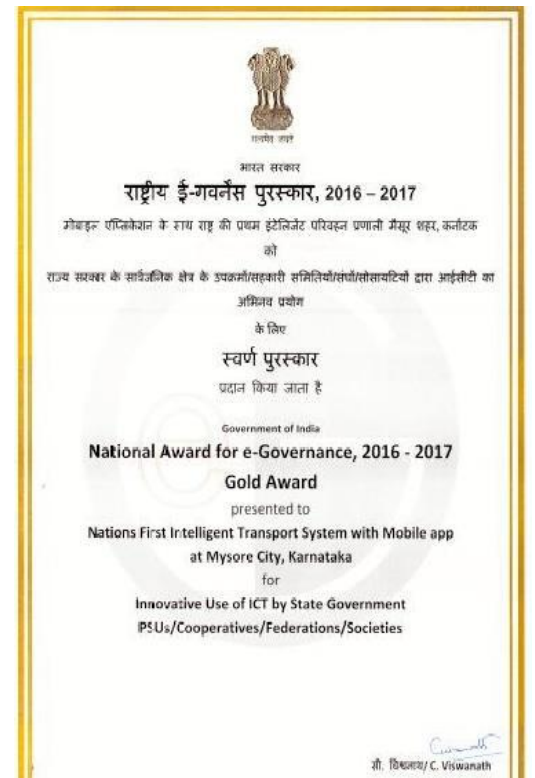 सत्यमेव जयते
भारत सरकार
राष्ट्रीय ई-गवर्नेंस पुरस्कार, 2016 – 2017
मोबाइल एप्लिकेशन के साथ राष्ट्र की प्रथम इंटेलिजेंट परिवहन प्रणाली मैसूर शहर, कर्नाटक
को
राज्य सरकार के सार्वजनिक क्षेत्र के उपक्रमों/सहकारी समितियों/संघों/सोसायटियों द्वारा आईसीटी का
अभिनव प्रयोग
के लिए
स्वर्ण पुरस्कार
प्रदान किया जाता है
Government of India
National Award for e-Governance, 2016 - 2017
Gold Award
presented to
Nations First Intelligent Transport System with Mobile app
at Mysore City, Karnataka
for
Innovative Use of ICT by State Government
PSUs/Cooperatives/Federations/Societies
सी. विश्वनाथ/ C. Viswanath